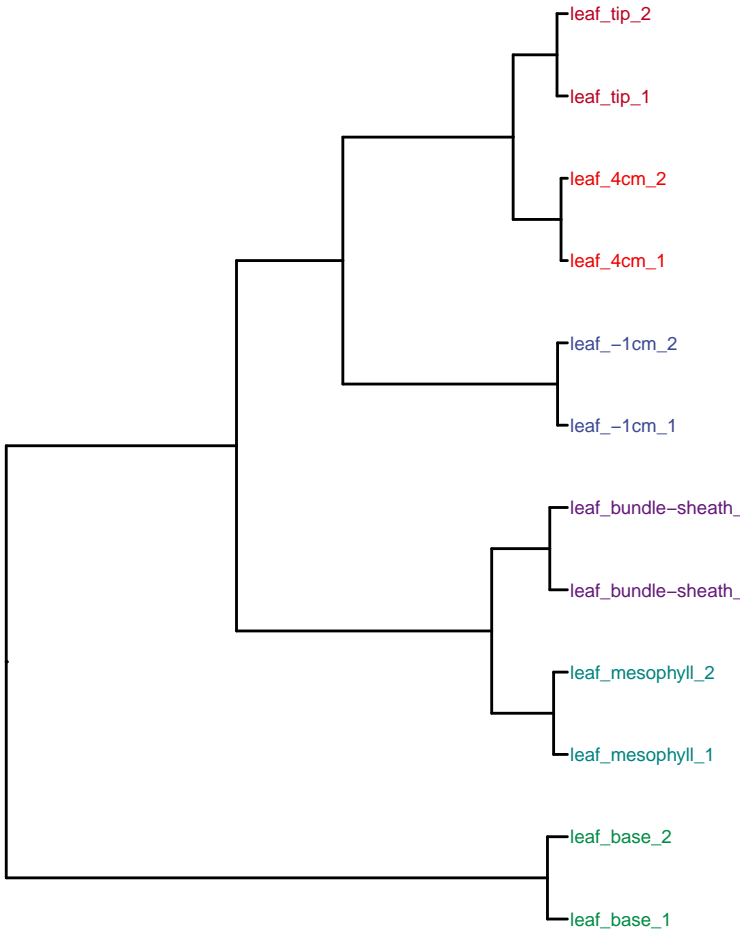 leaf_tip_2
leaf_tip_1
leaf_4cm_2
leaf_4cm_1
leaf_−1cm_2
leaf_−1cm_1
leaf_bundle−sheath_
leaf_bundle−sheath_
leaf_mesophyll_2
leaf_mesophyll_1
leaf_base_2
leaf_base_1